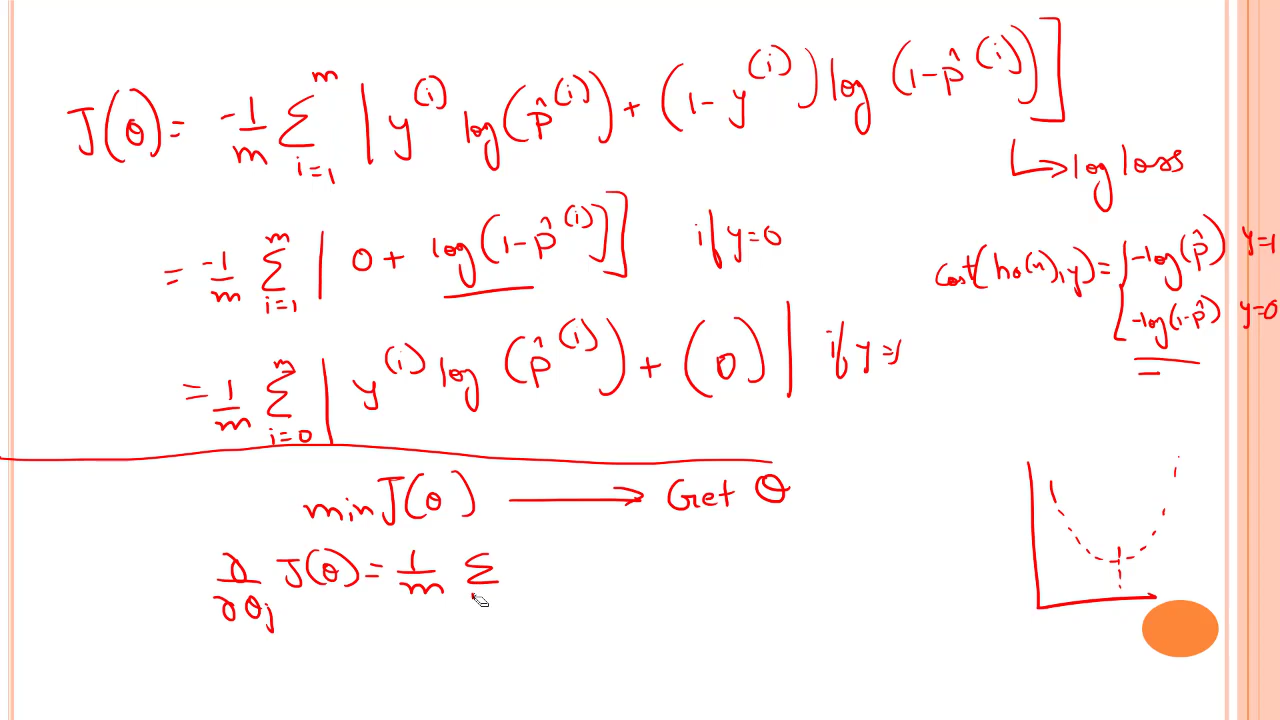 J(θ) = -1/m Σ_{i=1}^{m} | y^(i) log(p̂^(i)) + (1 - y^(i)) log(1 - p̂^(i)) ]
↳ log loss
= -1/m Σ_{i=1}^{m} | 0 + log(1 - p̂^(i)] ] if y=0
cost(hθ(x), y) = { -log(p̂) y=1
-log(1-p̂) y=0
= 1/m Σ_{i=0}^{m} | y^(i) log(p̂^(i)) + (0) | if y=1
min J(θ) → Get θ
∂/∂θj J(θ) = 1/m Σ